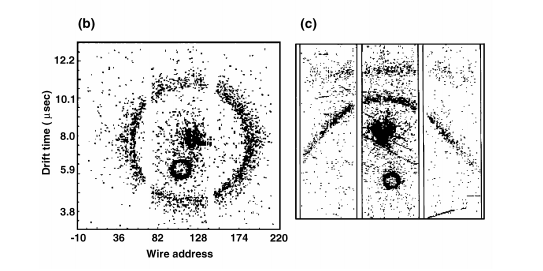 (b)
(c)
12.2
10.1
8.0
5.9
3.8
Drift time ( μsec)
-10 36 82 128 174 220
Wire address